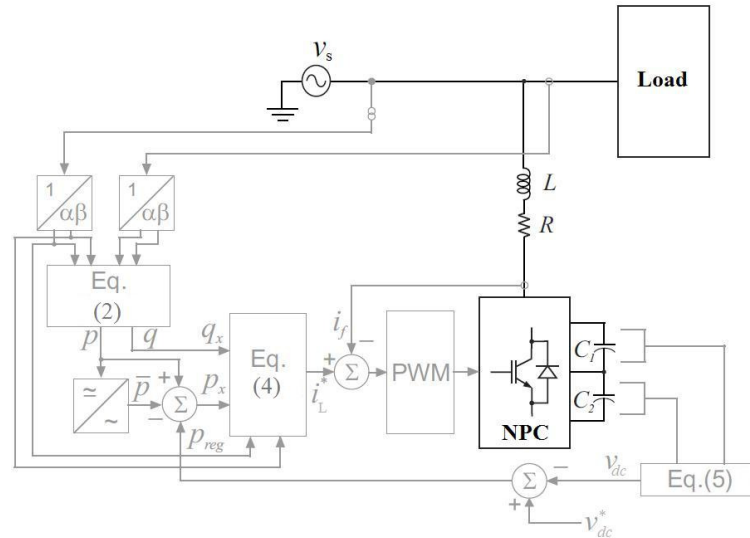 v_s
Load
1
αβ
1
αβ
L
R
Eq.
(2)
p
q
q_x
i_f
−
Eq.
(4)
+
Σ
i_L^*
PWM
NPC
C_1
C_2
≃
~
p̅
+
Σ
−
p_x
p_reg
Σ
−
+
v_dc
Eq.(5)
v_dc^*